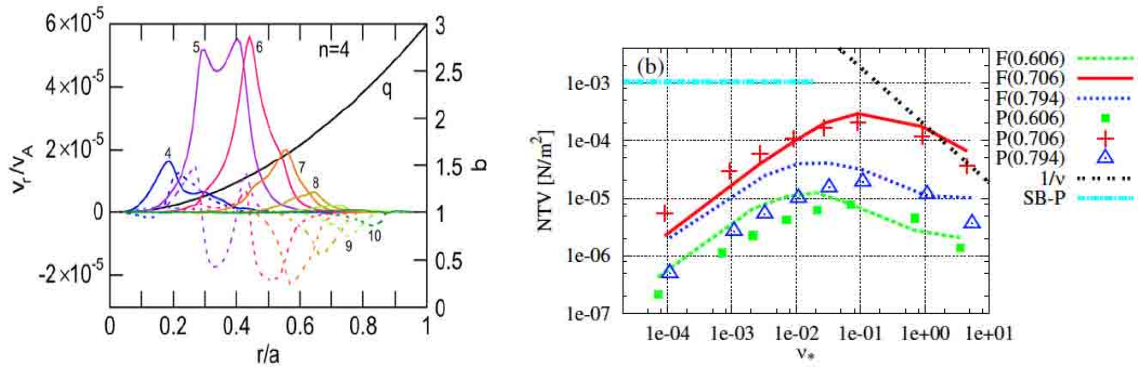 6×10⁻⁵
4×10⁻⁵
2×10⁻⁵
0
-2×10⁻⁵
νr/νA
n=4
q
4
5
6
7
8
9
10
3
2.5
2
1.5
1
0.5
0
q
0 0.2 0.4 0.6 0.8 1
r/a
(b)
NTV [N/m²]
1e-03
1e-04
1e-05
1e-06
1e-07
1e-04 1e-03 1e-02 1e-01 1e+00 1e+01
ν*
F(0.606)
F(0.706)
F(0.794)
P(0.606)
P(0.706)
P(0.794)
1/ν
SB-P